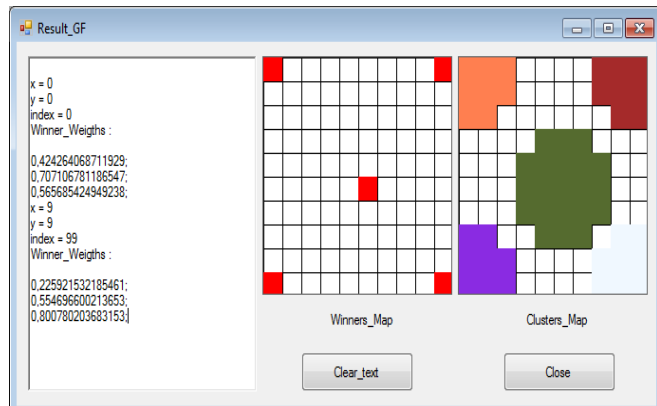 Result_GF
x = 0
y = 0
index = 0
Winner_Weigths :
0,424264068711929;
0,707106781186547;
0,565685424949238;
x = 9
y = 9
index = 99
Winner_Weigths :
0,225921532185461;
0,554696600213653;
0,800780203683153;
Winners_Map
Clusters_Map
Clear_text
Close